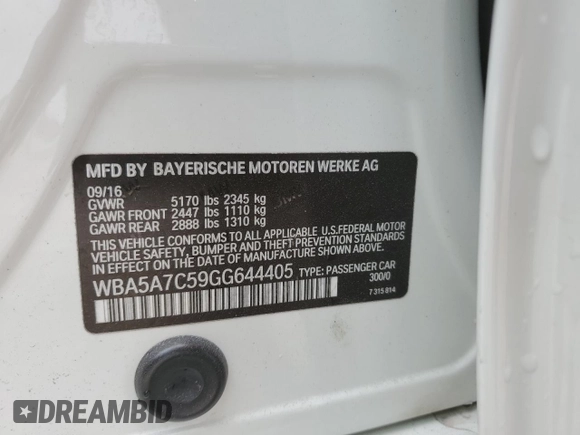 MFD BY BAYERISCHE MOTOREN WERKE AG
09/16
GVWR 5170 lbs 2345 kg
GAWR FRONT 2447 lbs 1110 kg
GAWR REAR 2888 lbs 1310 kg
THIS VEHICLE CONFORMS TO ALL APPLICABLE U.S.FEDERAL MOTOR
VEHICLE SAFETY, BUMPER AND THEFT PREVENTION STANDARDS
IN EFFECT ON THE DATE OF MANUFACTURE SHOWN ABOVE.
WBA5A7C59GG644405 TYPE: PASSENGER CAR
300/0
7 315 814
DREAMBID